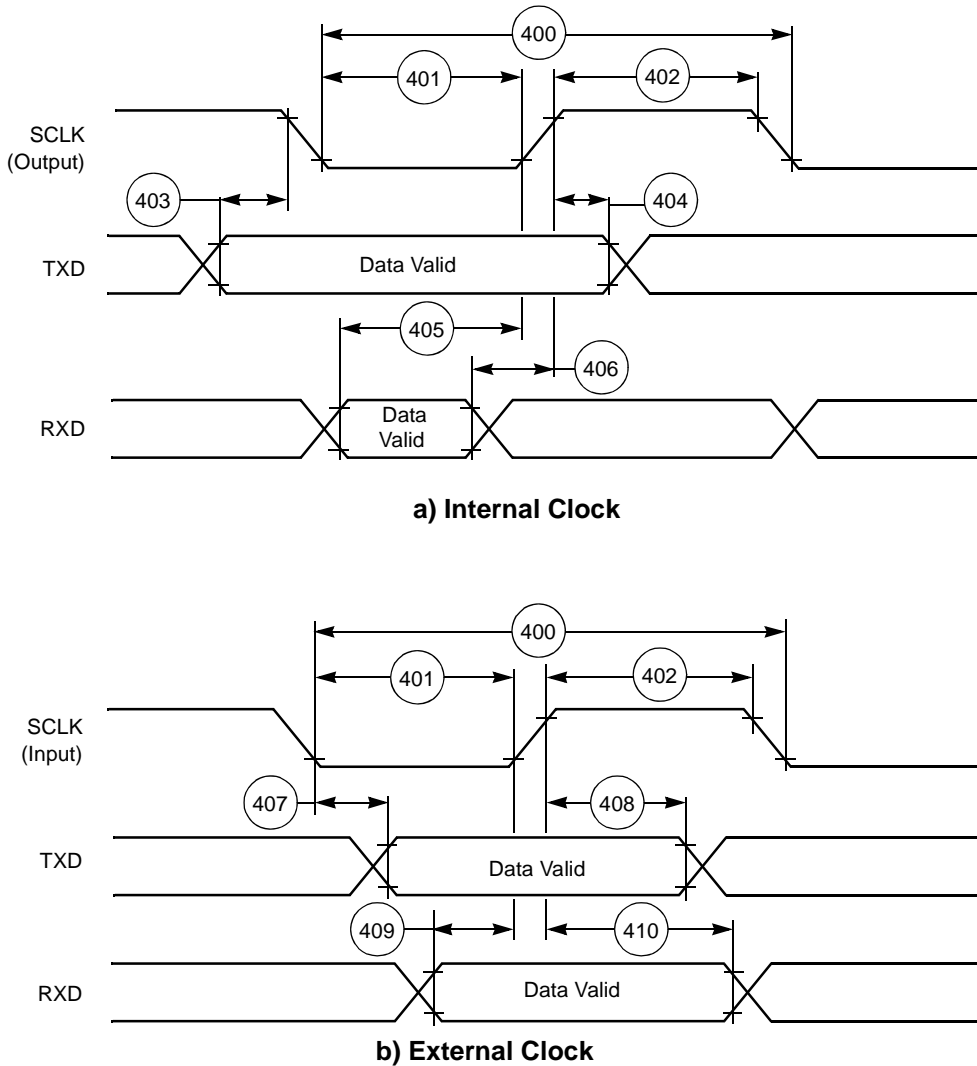 400
401
402
SCLK
(Output)
403
404
TXD
Data Valid
405
406
RXD
Data
Valid
a) Internal Clock
400
401
402
SCLK
(Input)
407
408
TXD
Data Valid
409
410
RXD
Data Valid
b) External Clock